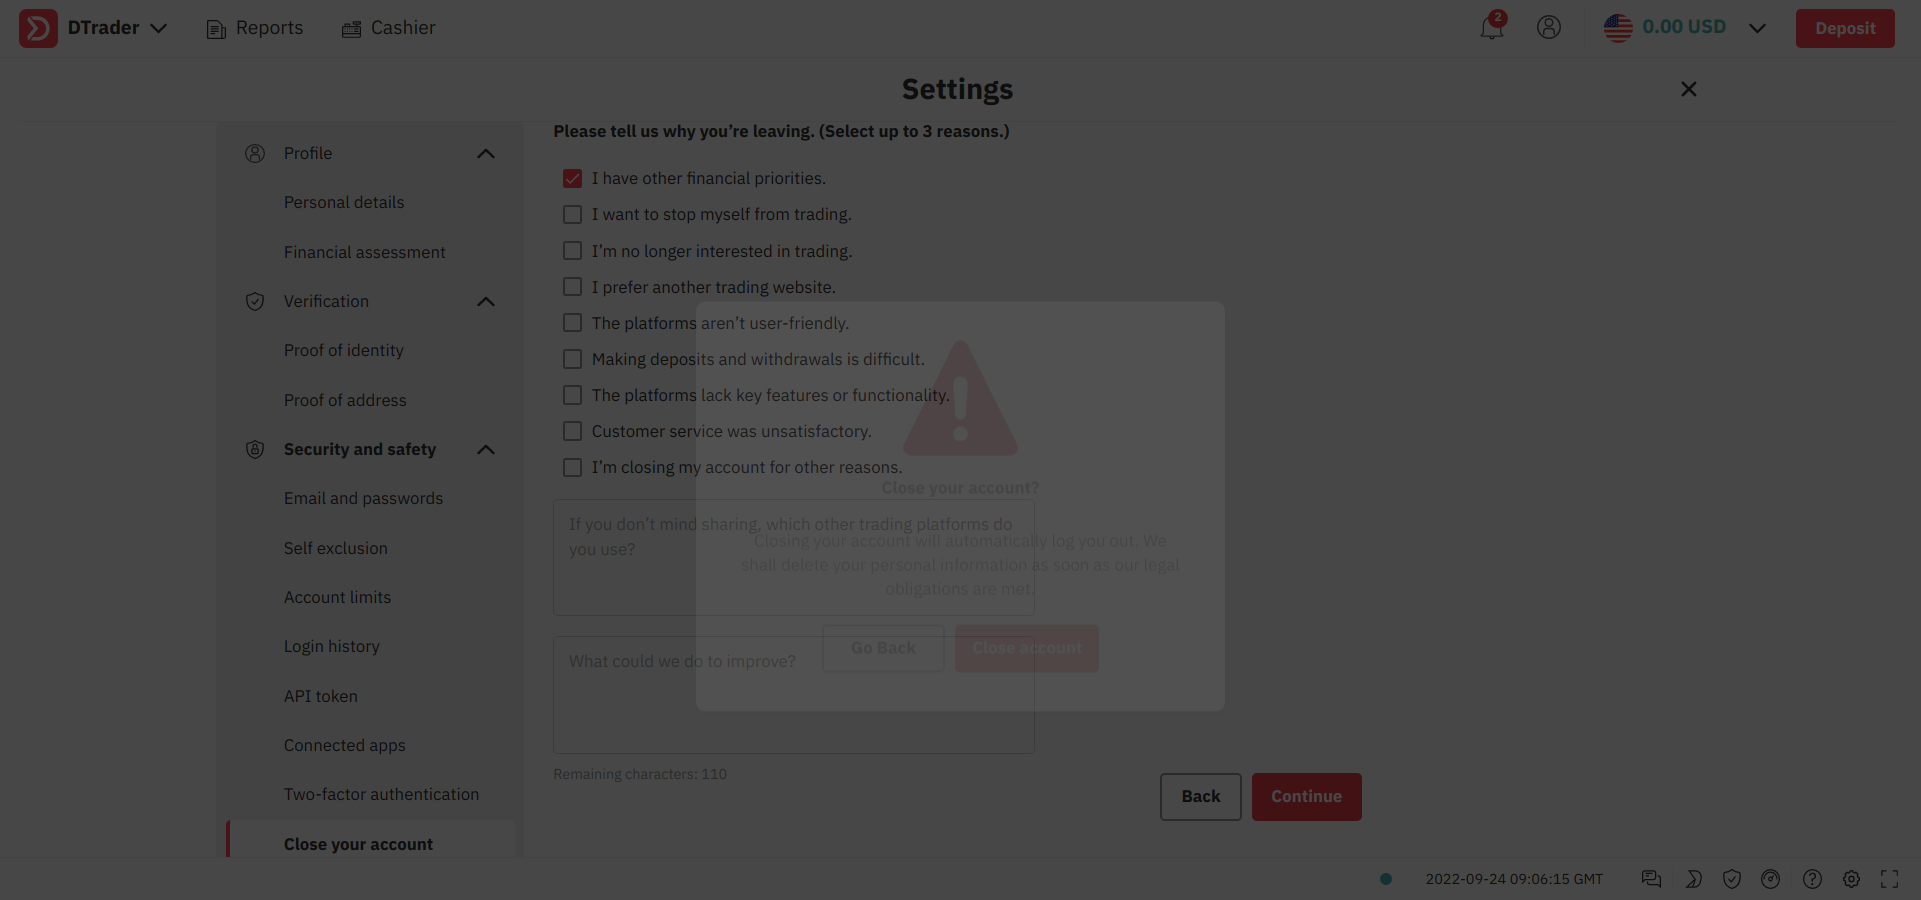 DTrader
Reports
Cashier
2
0.00 USD
Deposit
Settings
Profile
Personal details
Financial assessment
Verification
Proof of identity
Proof of address
Security and safety
Email and passwords
Self exclusion
Account limits
Login history
API token
Connected apps
Two-factor authentication
Close your account
Please tell us why you’re leaving. (Select up to 3 reasons.)
I have other financial priorities.
I want to stop myself from trading.
I’m no longer interested in trading.
I prefer another trading website.
The platforms aren’t user-friendly.
Making deposits and withdrawals is difficult.
The platforms lack key features or functionality.
Customer service was unsatisfactory.
I’m closing my account for other reasons.
If you don’t mind sharing, which other trading platforms do
you use?
What could we do to improve?
Remaining characters: 110
Back
Continue
Close your account?
Closing your account will automatically log you out. We
shall delete your personal information as soon as our legal
obligations are met.
Go Back
Close account
2022-09-24 09:06:15 GMT